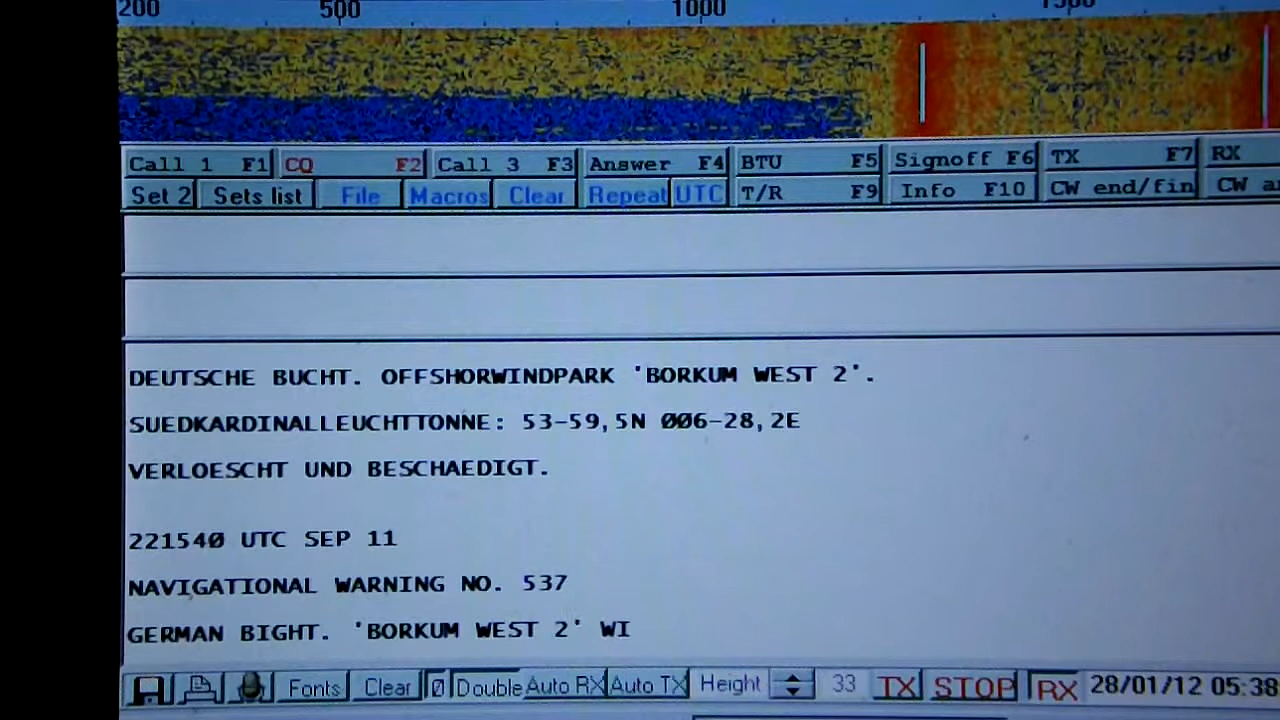 200 500 1000 1500
Call 1 F1 CQ F2 Call 3 F3 Answer F4 BTU F5 Signoff F6 TX F7 RX
Set 2 Sets list File Macros Clear Repeat UTC T/R F9 Info F10 CW end/fin CW
DEUTSCHE BUCHT. OFFSHORWINDPARK 'BORKUM WEST 2'.
SUEDKARDINALLEUCHTTONNE: 53-59,5N 006-28,2E
VERLOESCHT UND BESCHAEDIGT.
221540 UTC SEP 11
NAVIGATIONAL WARNING NO. 537
GERMAN BIGHT. 'BORKUM WEST 2' WI
Fonts Clear 0 Double Auto RX Auto TX Height 33 TX STOP RX 28/01/12 05:38